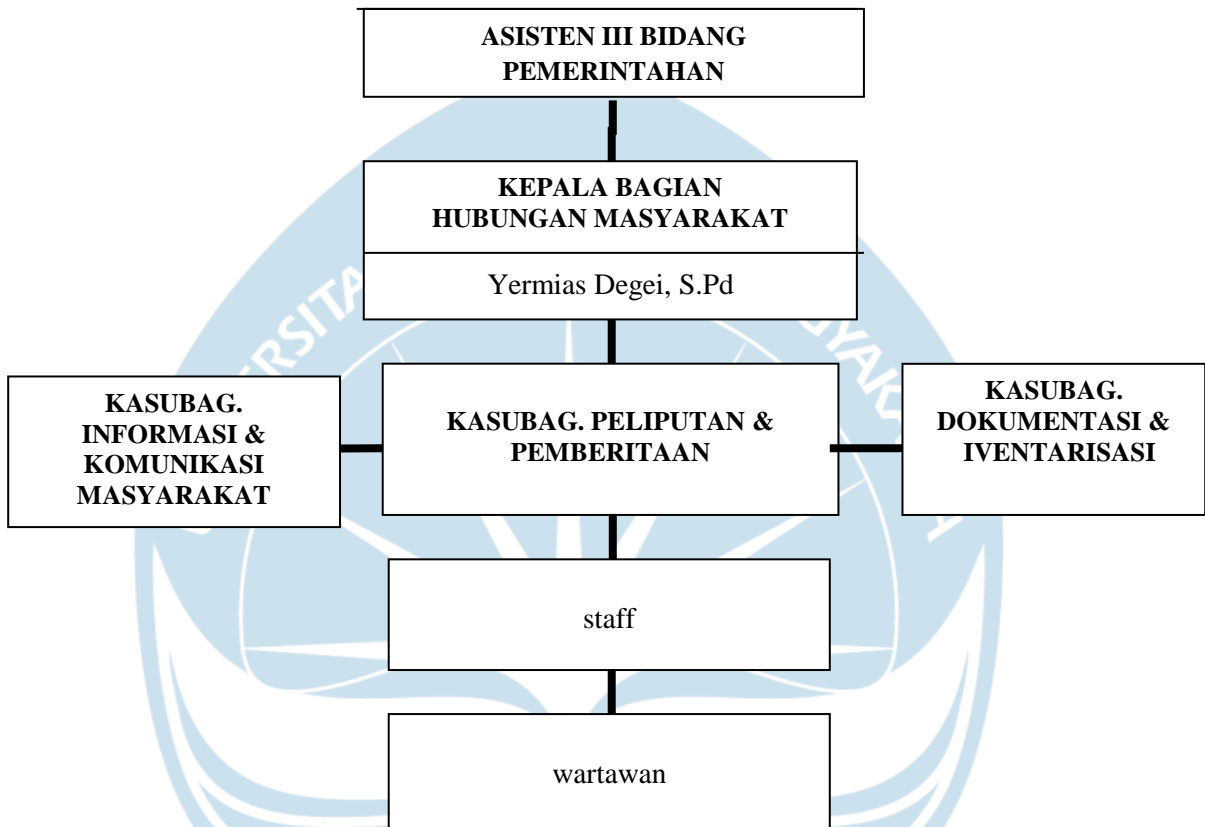 ASISTEN III BIDANG
PEMERINTAHAN
KEPALA BAGIAN
HUBUNGAN MASYARAKAT
Yermias Degei, S.Pd
KASUBAG.
INFORMASI &
KOMUNIKASI
MASYARAKAT
KASUBAG. PELIPUTAN &
PEMBERITAAN
KASUBAG.
DOKUMENTASI &
IVENTARISASI
staff
wartawan